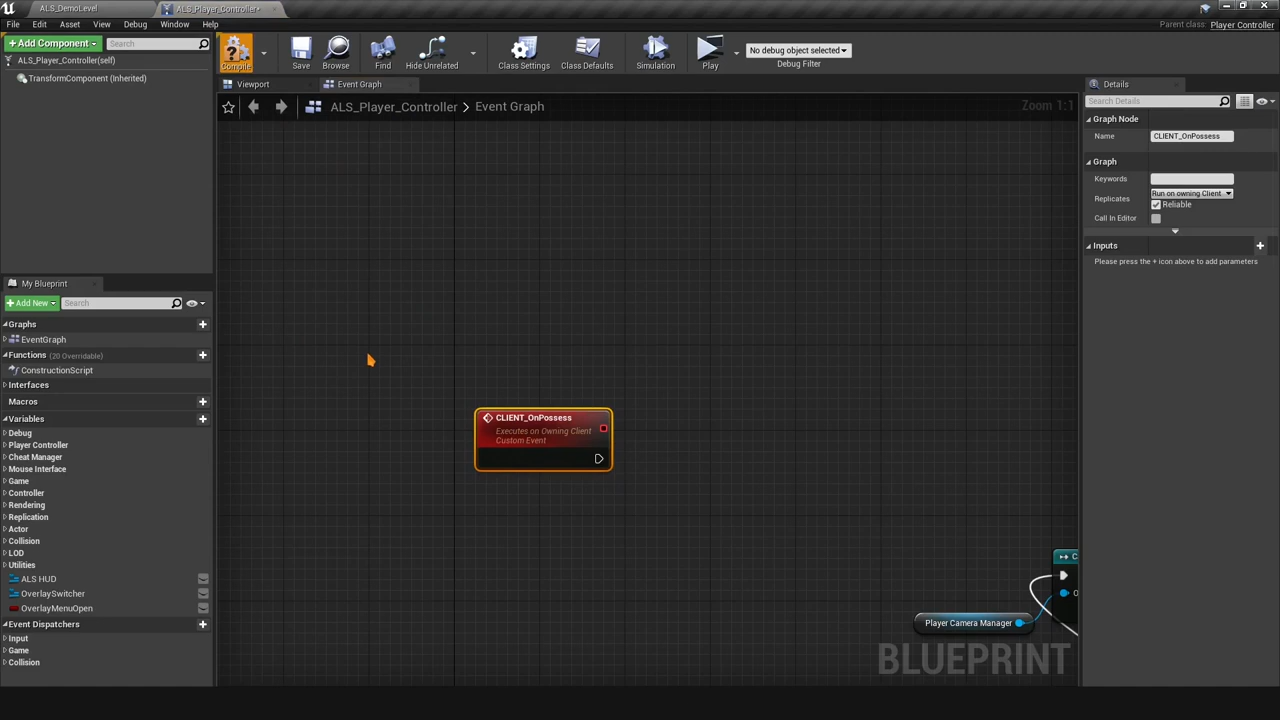 ALS_DemoLevel
ALS_Player_Controller*
File Edit Asset View Debug Window Help
Parent class: Player Controller
+Add Component
Search
ALS_Player_Controller(self)
TransformComponent (Inherited)
Compile
Save
Browse
Find
Hide Unrelated
Class Settings
Class Defaults
Simulation
Play
No debug object selected
Debug Filter
Viewport
Event Graph
ALS_Player_Controller > Event Graph
Zoom 1:1
CLIENT_OnPossess
Executes on Owning Client
Custom Event
Player Camera Manager
BLUEPRINT
My Blueprint
+Add New
Search
Graphs
EventGraph
Functions (20 Overridable)
ConstructionScript
Interfaces
Macros
Variables
Debug
Player Controller
Cheat Manager
Mouse Interface
Game
Controller
Rendering
Replication
Actor
Collision
LOD
Utilities
ALS HUD
OverlaySwitcher
OverlayMenuOpen
Event Dispatchers
Input
Game
Collision
Details
Search Details
Graph Node
Name CLIENT_OnPossess
Graph
Keywords
Replicates Run on owning Client
Reliable
Call In Editor
Inputs
Please press the + icon above to add parameters